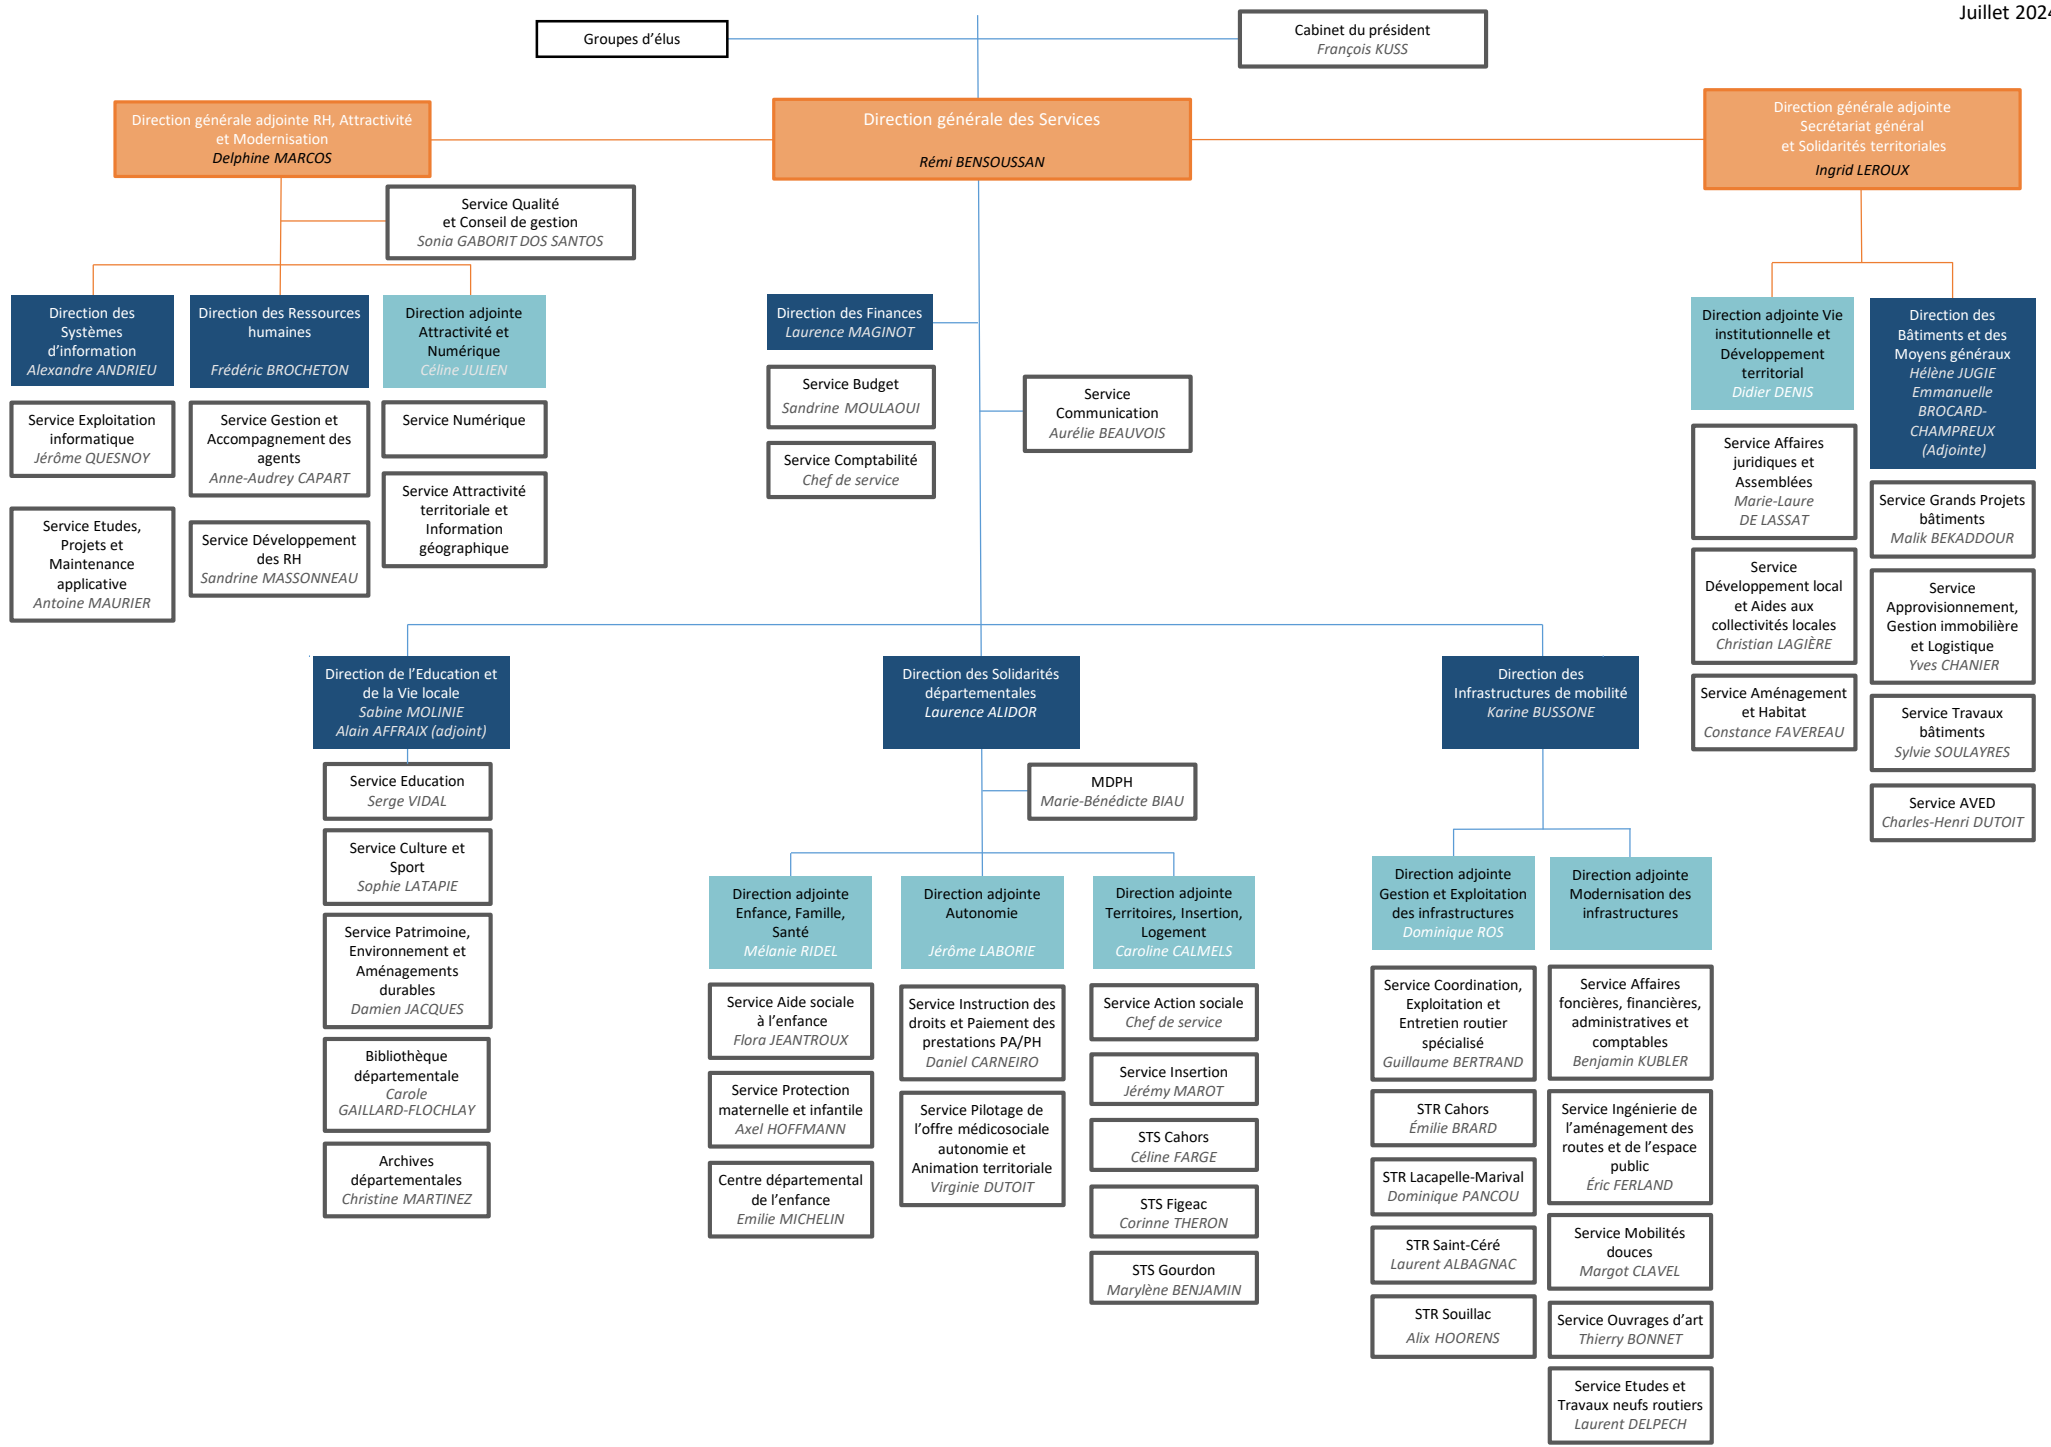 Juillet 2024
Groupes d’élus
Cabinet du président
François KUSS
Direction générale adjointe RH, Attractivité
et Modernisation
Delphine MARCOS
Direction générale des Services
Rémi BENSOUSSAN
Direction générale adjointe
Secrétariat général
et Solidarités territoriales
Ingrid LEROUX
Service Qualité
et Conseil de gestion
Sonia GABORIT DOS SANTOS
Direction des
Systèmes
d’information
Alexandre ANDRIEU
Service Exploitation
informatique
Jérôme QUESNOY
Service Etudes,
Projets et
Maintenance
applicative
Antoine MAURIER
Direction des Ressources
humaines
Frédéric BROCHETON
Service Gestion et
Accompagnement des
agents
Anne-Audrey CAPART
Service Développement
des RH
Sandrine MASSONNEAU
Direction adjointe
Attractivité et
Numérique
Céline JULIEN
Service Numérique
Service Attractivité
territoriale et
Information
géographique
Direction des Finances
Laurence MAGINOT
Service Budget
Sandrine MOULAOUI
Service Comptabilité
Chef de service
Service
Communication
Aurélie BEAUVOIS
Direction adjointe Vie
institutionnelle et
Développement
territorial
Didier DENIS
Service Affaires
juridiques et
Assemblées
Marie-Laure
DE LASSAT
Service
Développement local
et Aides aux
collectivités locales
Christian LAGIÈRE
Service Aménagement
et Habitat
Constance FAVEREAU
Direction des
Bâtiments et des
Moyens généraux
Hélène JUGIE
Emmanuelle
BROCARD-
CHAMPREUX
(Adjointe)
Service Grands Projets
bâtiments
Malik BEKADDOUR
Service
Approvisionnement,
Gestion immobilière
et Logistique
Yves CHANIER
Service Travaux
bâtiments
Sylvie SOULAYRES
Service AVED
Charles-Henri DUTOIT
Direction de l’Education et
de la Vie locale
Sabine MOLINIE
Alain AFFRAIX (adjoint)
Service Education
Serge VIDAL
Service Culture et
Sport
Sophie LATAPIE
Service Patrimoine,
Environnement et
Aménagements
durables
Damien JACQUES
Bibliothèque
départementale
Carole
GAILLARD-FLOCHLAY
Archives
départementales
Christine MARTINEZ
Direction des Solidarités
départementales
Laurence ALIDOR
MDPH
Marie-Bénédicte BIAU
Direction adjointe
Enfance, Famille,
Santé
Mélanie RIDEL
Service Aide sociale
à l’enfance
Flora JEANTROUX
Service Protection
maternelle et infantile
Axel HOFFMANN
Centre départemental
de l’enfance
Emilie MICHELIN
Direction adjointe
Autonomie
Jérôme LABORIE
Service Instruction des
droits et Paiement des
prestations PA/PH
Daniel CARNEIRO
Service Pilotage de
l’offre médicosociale
autonomie et
Animation territoriale
Virginie DUTOIT
Direction adjointe
Territoires, Insertion,
Logement
Caroline CALMELS
Service Action sociale
Chef de service
Service Insertion
Jérémy MAROT
STS Cahors
Céline FARGE
STS Figeac
Corinne THERON
STS Gourdon
Marylène BENJAMIN
Direction des
Infrastructures de mobilité
Karine BUSSONE
Direction adjointe
Gestion et Exploitation
des infrastructures
Dominique ROS
Service Coordination,
Exploitation et
Entretien routier
spécialisé
Guillaume BERTRAND
STR Cahors
Émilie BRARD
STR Lacapelle-Marival
Dominique PANCOU
STR Saint-Céré
Laurent ALBAGNAC
STR Souillac
Alix HOORENS
Direction adjointe
Modernisation des
infrastructures
Service Affaires
foncières, financières,
administratives et
comptables
Benjamin KUBLER
Service Ingénierie de
l’aménagement des
routes et de l’espace
public
Éric FERLAND
Service Mobilités
douces
Margot CLAVEL
Service Ouvrages d’art
Thierry BONNET
Service Etudes et
Travaux neufs routiers
Laurent DELPECH